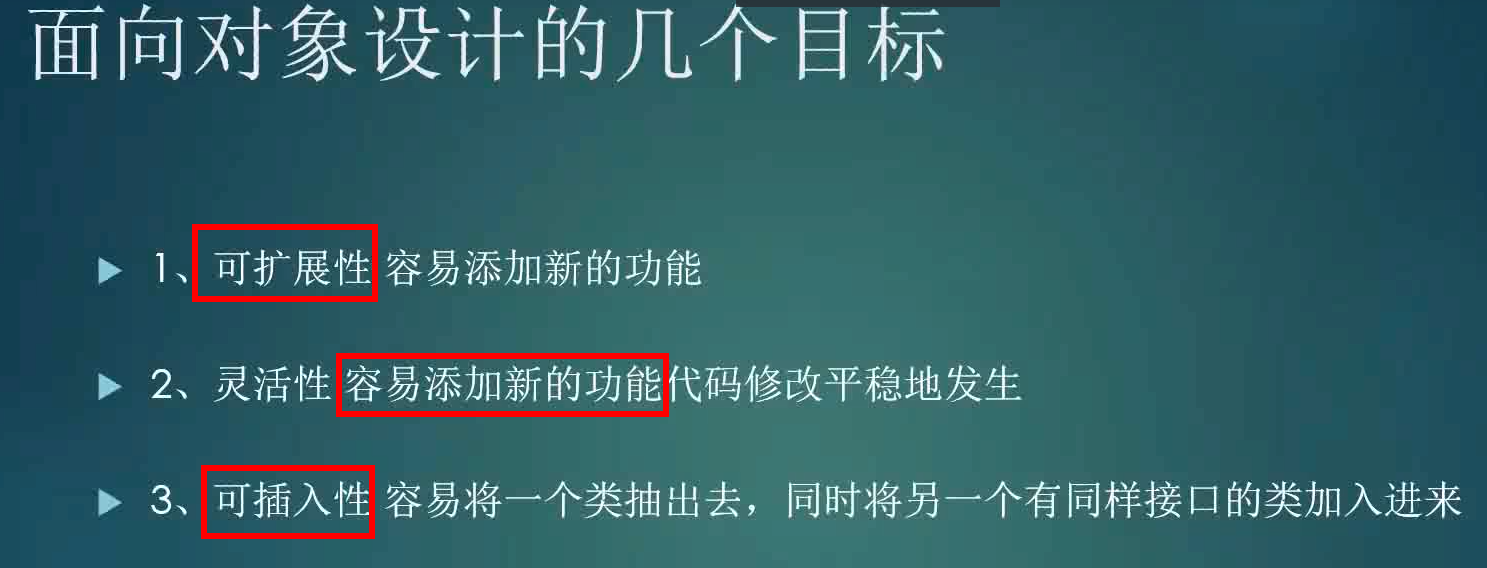 面向对象设计的几个目标
1、可扩展性 容易添加新的功能
2、灵活性 容易添加新的功能代码修改平稳地发生
3、可插入性 容易将一个类抽出去，同时将另一个有同样接口的类加入进来